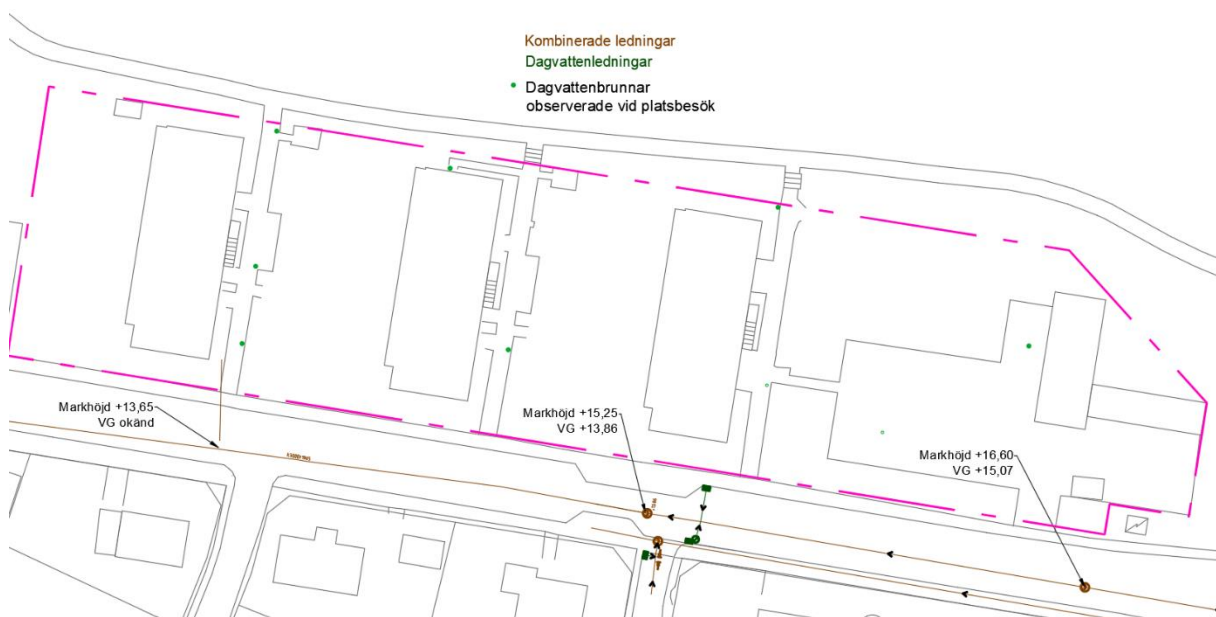 Kombinerade ledningar
Dagvattenledningar
Dagvattenbrunnar
observerade vid platsbesök
Markhöjd +13,65
VG okänd
Markhöjd +15,25
VG +13,86
Markhöjd +16,60
VG +15,07